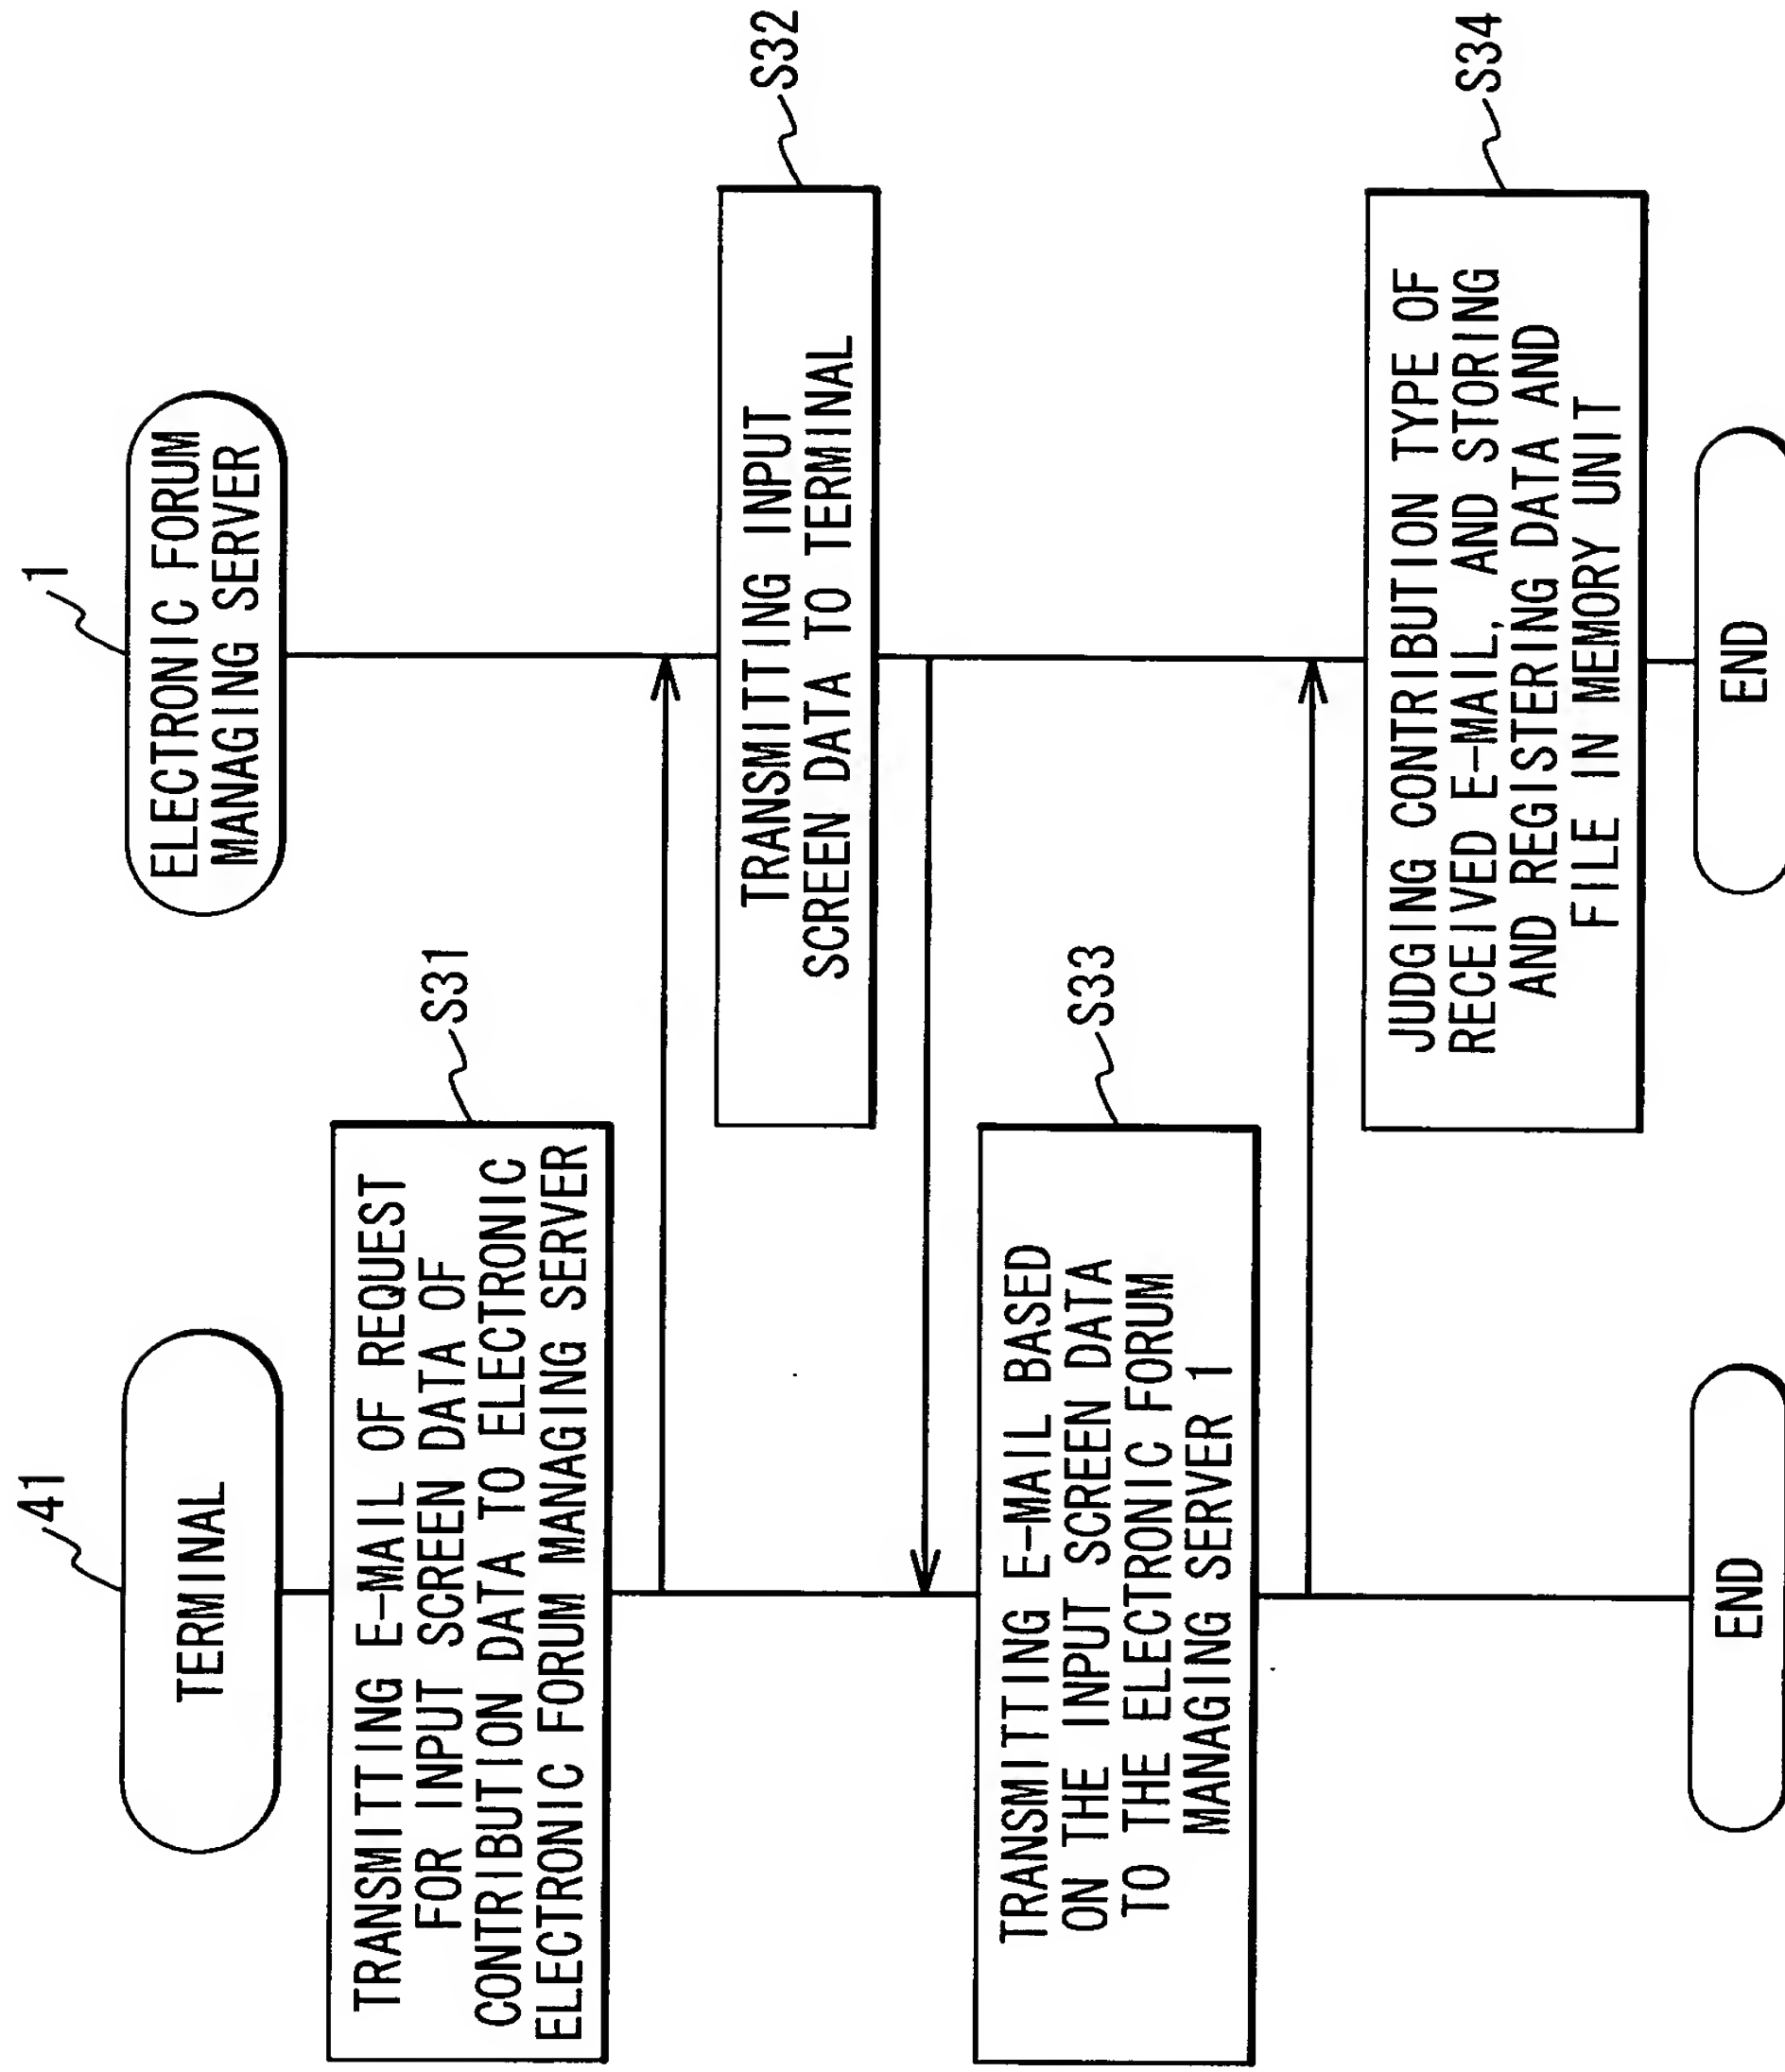 41
TERMINAL
1
ELECTRONIC FORUM
MANAGING SERVER
S31
TRANSMITTING E-MAIL OF REQUEST
FOR INPUT SCREEN DATA OF
CONTRIBUTION DATA TO ELECTRONIC
ELECTRONIC FORUM MANAGING SERVER
S32
TRANSMITTING INPUT
SCREEN DATA TO TERMINAL
S33
TRANSMITTING E-MAIL BASED
ON THE INPUT SCREEN DATA
TO THE ELECTRONIC FORUM
MANAGING SERVER 1
S34
JUDGING CONTRIBUTION TYPE OF
RECEIVED E-MAIL, AND STORING
AND REGISTERING DATA AND
FILE IN MEMORY UNIT
END
END